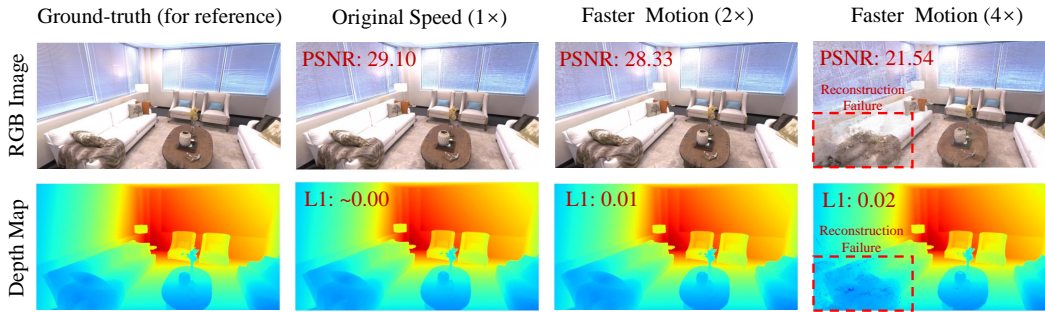 Ground-truth (for reference)
Original Speed (1×)
Faster Motion (2×)
Faster Motion (4×)
RGB Image
PSNR: 29.10
PSNR: 28.33
PSNR: 21.54
Reconstruction
Failure
Depth Map
L1: ~0.00
L1: 0.01
L1: 0.02
Reconstruction
Failure